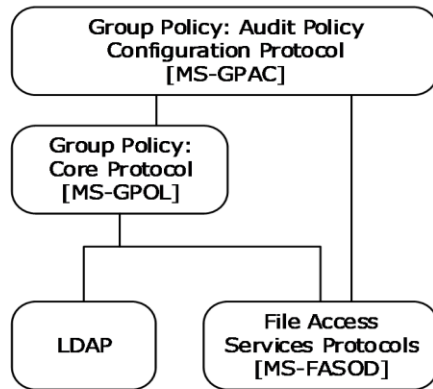 Group Policy: Audit Policy
Configuration Protocol
[MS-GPAC]
Group Policy:
Core Protocol
[MS-GPOL]
LDAP
File Access
Services Protocols
[MS-FASOD]